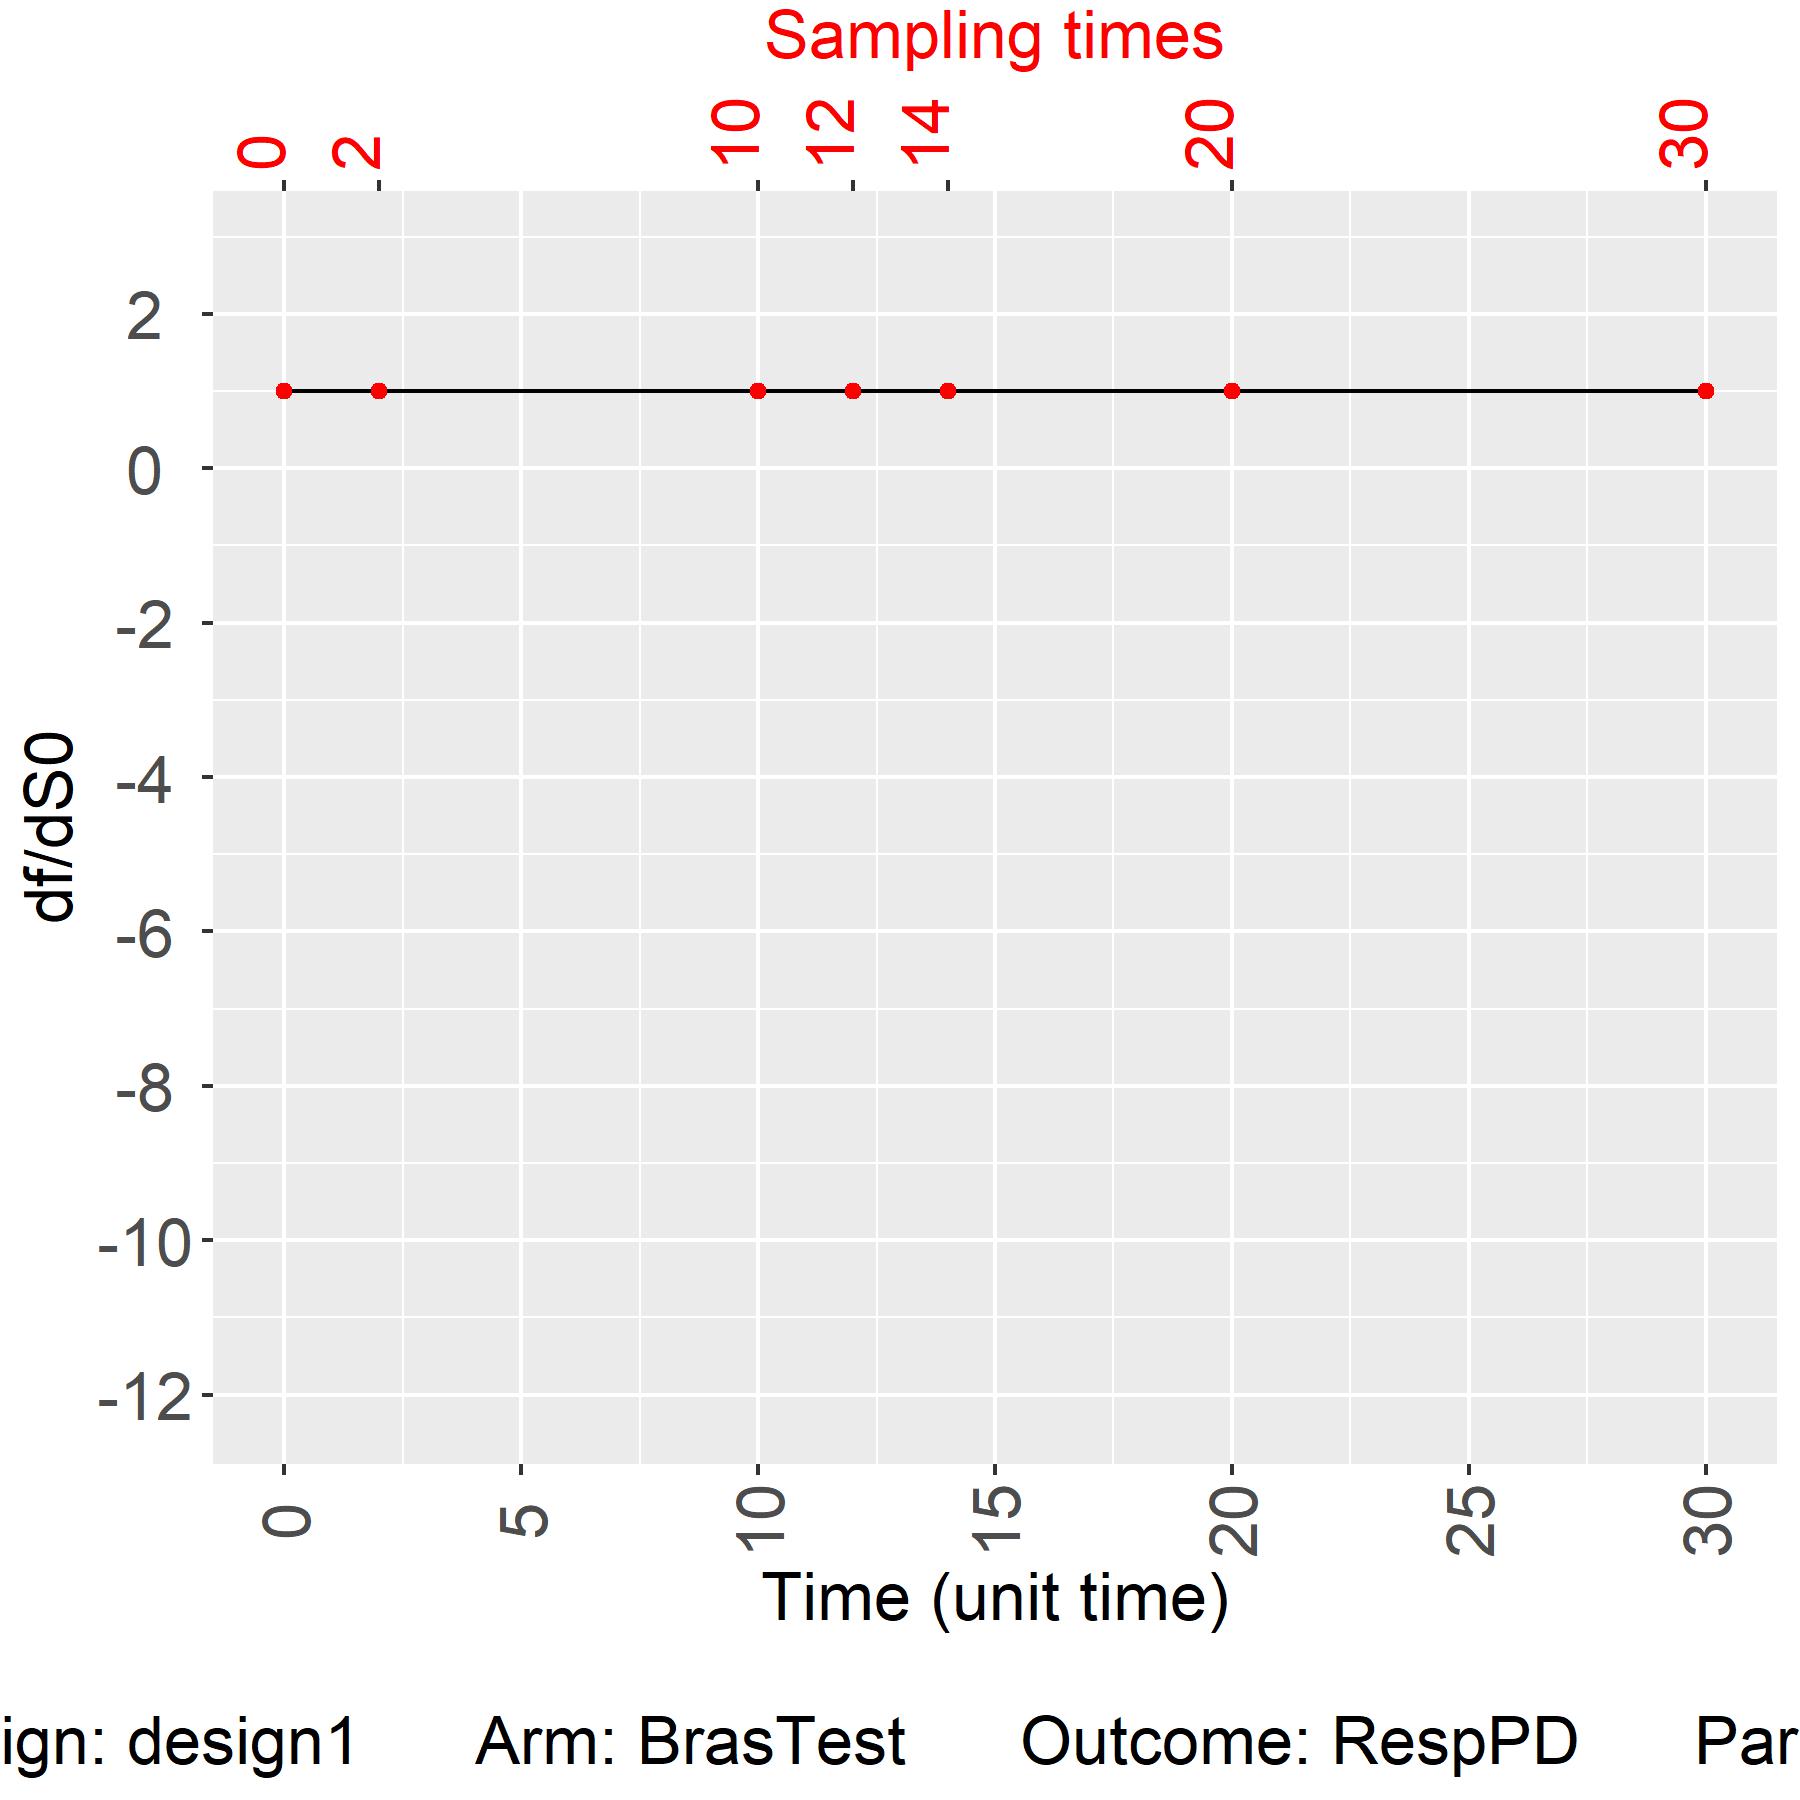 Sampling times
0 2 10 12 14 20 30
2
0
-2
-4
-6
-8
-10
-12
df/dS0
0 5 10 15 20 25 30
Time (unit time)
ign: design1 Arm: BrasTest Outcome: RespPD Par